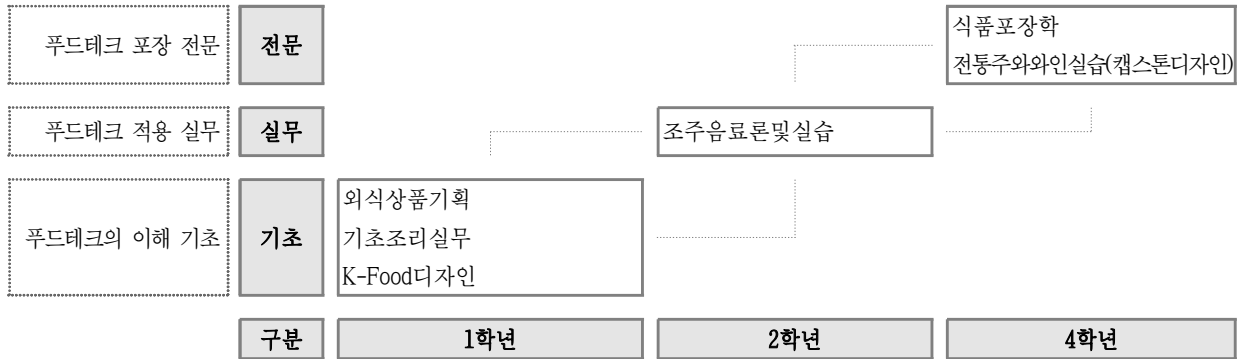 푸드테크 포장 전문
전문
식품포장학
전통주와와인실습(캡스톤디자인)
푸드테크 적용 실무
실무
조주음료론및실습
푸드테크의 이해 기초
기초
외식상품기획
기초조리실무
K-Food디자인
구분
1학년
2학년
4학년